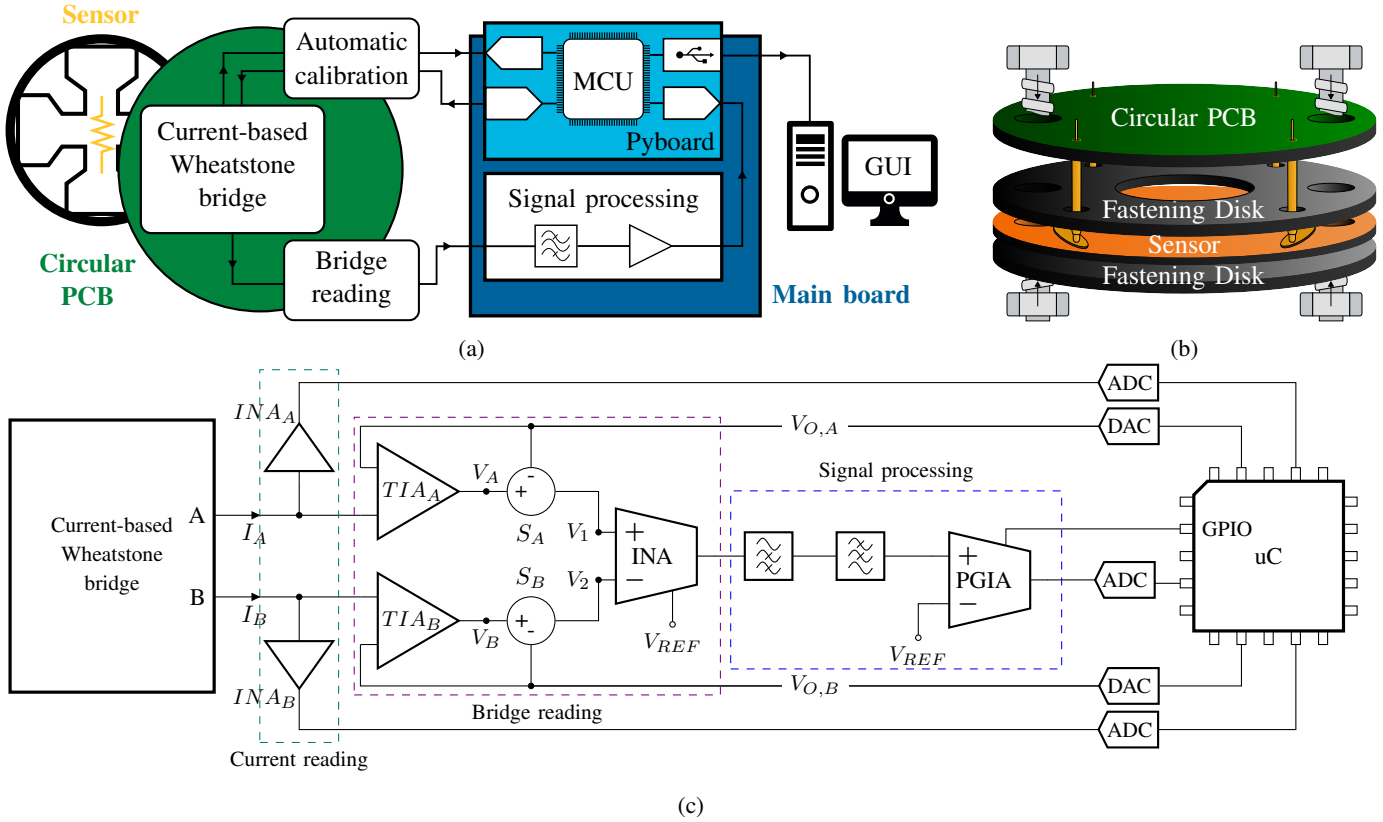 Sensor
Automatic
calibration
Current-based
Wheatstone
bridge
Circular
PCB
Bridge
reading
MCU
Pyboard
Signal processing
Main board
GUI
(a)
Circular PCB
Fastening Disk
Sensor
Fastening Disk
(b)
Current-based
Wheatstone
bridge
A
B
I_A
I_B
INA_A
INA_B
Current reading
TIA_A
TIA_B
V_A
V_B
+
-
S_A
S_B
+
-
V_1
V_2
+
−
INA
V_REF
Bridge reading
V_{O,A}
V_{O,B}
Signal processing
+
−
PGIA
V_REF
ADC
DAC
ADC
DAC
ADC
GPIO
uC
(c)